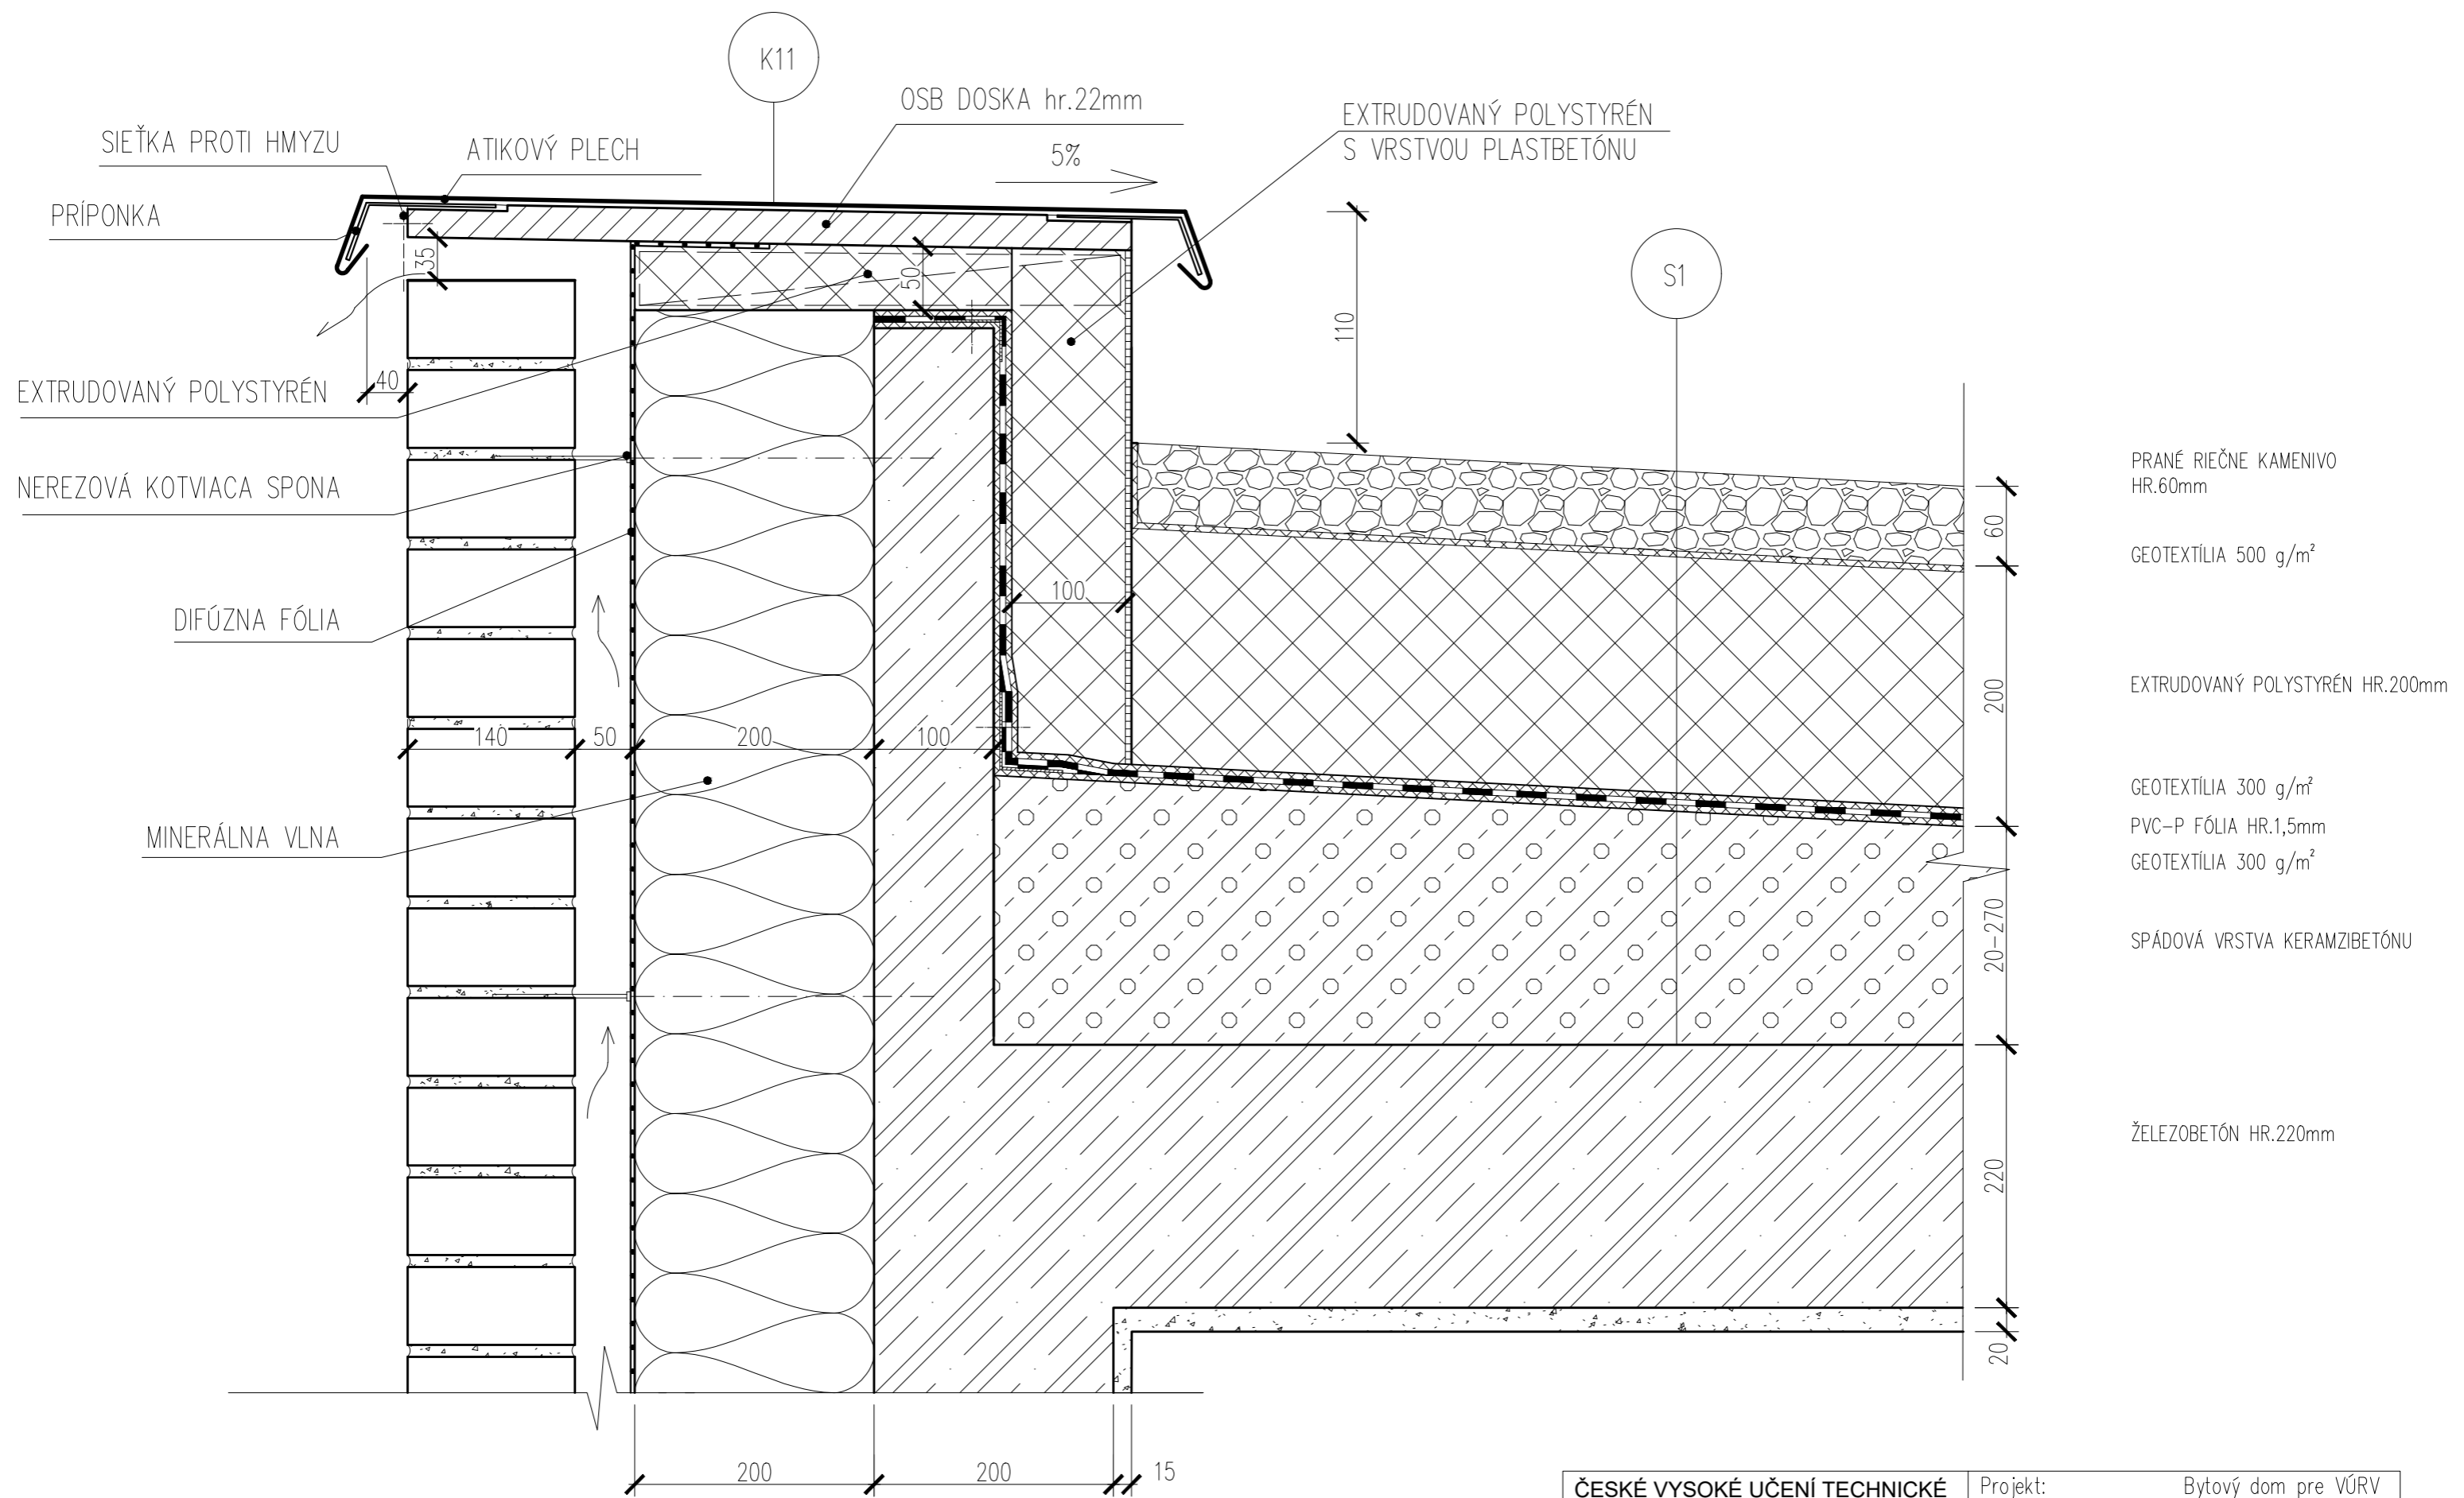 K11
OSB DOSKA hr.22mm
EXTRUDOVANÝ POLYSTYRÉN
S VRSTVOU PLASTBETÓNU
SIEŤKA PROTI HMYZU
ATIKOVÝ PLECH
5%
PRÍPONKA
35
50
110
S1
40
EXTRUDOVANÝ POLYSTYRÉN
NEREZOVÁ KOTVIACA SPONA
PRANÉ RIEČNE KAMENIVO
HR.60mm
60
GEOTEXTÍLIA 500 g/m²
DIFÚZNA FÓLIA
100
200
EXTRUDOVANÝ POLYSTYRÉN HR.200mm
140
50
200
100
GEOTEXTÍLIA 300 g/m²
PVC-P FÓLIA HR.1,5mm
GEOTEXTÍLIA 300 g/m²
MINERÁLNA VLNA
20-270
SPÁDOVÁ VRSTVA KERAMZIBETÓNU
ŽELEZOBETÓN HR.220mm
220
20
200
200
15
ČESKÉ VYSOKÉ UČENÍ TECHNICKÉ
Projekt:
Bytový dom pre VÚRV